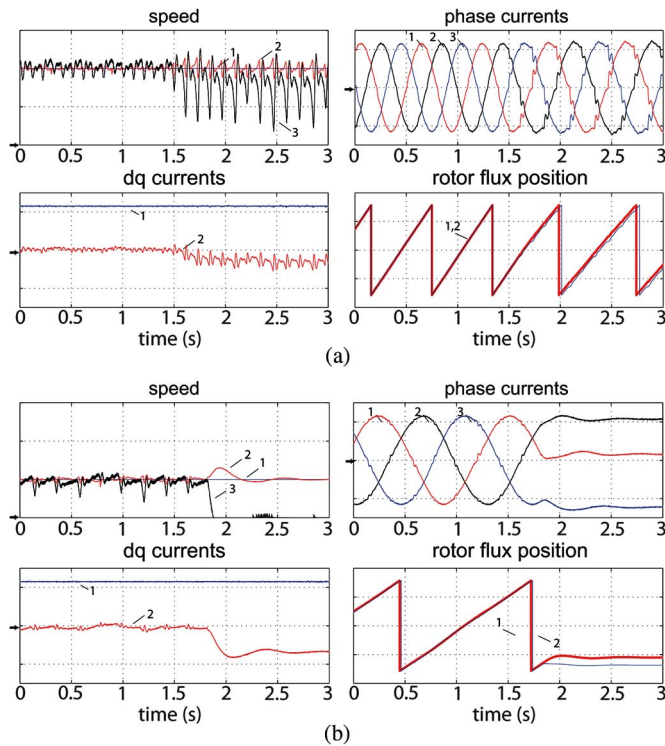 (a)
speed
1
2
3
0 0.5 1 1.5 2 2.5 3
phase currents
1 2 3
0 0.5 1 1.5 2 2.5 3
dq currents
1
2
0 0.5 1 1.5 2 2.5 3
time (s)
rotor flux position
1,2
0 0.5 1 1.5 2 2.5 3
time (s)
(a)
(b)
speed
2
1
3
0 0.5 1 1.5 2 2.5 3
phase currents
1 2 3
0 0.5 1 1.5 2 2.5 3
dq currents
1
2
0 0.5 1 1.5 2 2.5 3
time (s)
rotor flux position
1 2
0 0.5 1 1.5 2 2.5 3
time (s)
(b)